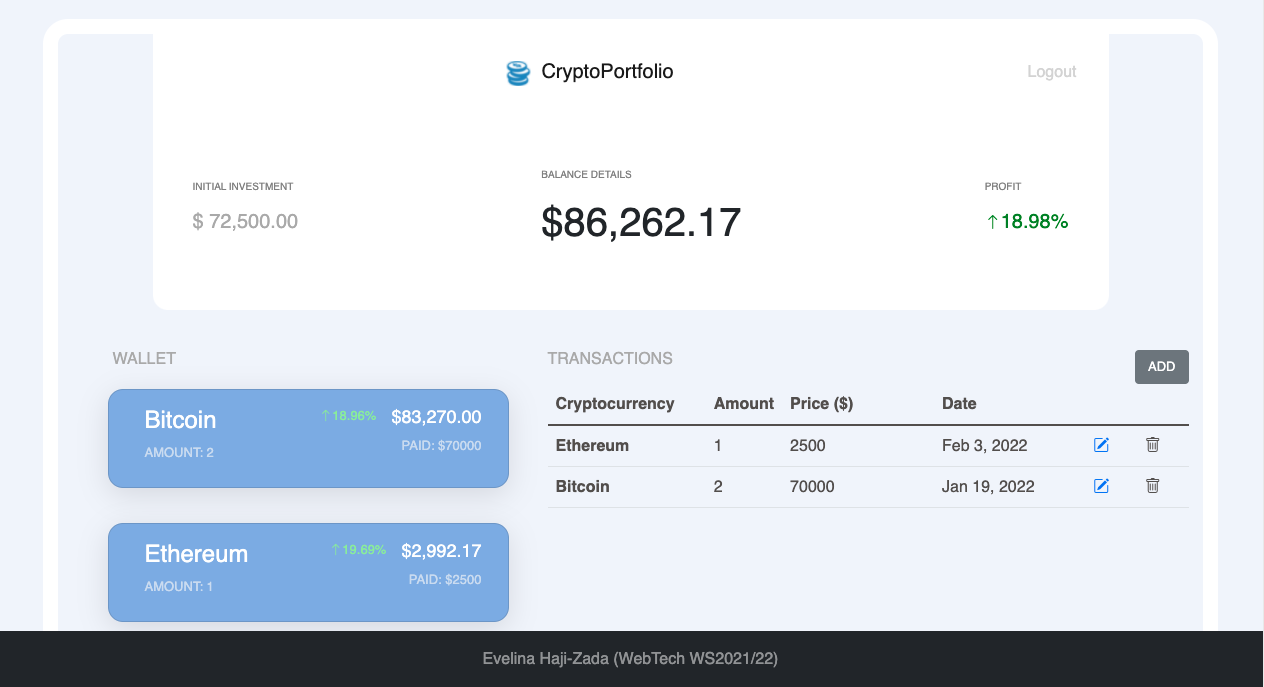 CryptoPortfolio
Logout
INITIAL INVESTMENT
$ 72,500.00
BALANCE DETAILS
$86,262.17
PROFIT
↑18.98%
WALLET
Bitcoin ↑18.96% $83,270.00
AMOUNT: 2 PAID: $70000
Ethereum ↑19.69% $2,992.17
AMOUNT: 1 PAID: $2500
TRANSACTIONS
ADD
Cryptocurrency Amount Price ($) Date
Ethereum 1 2500 Feb 3, 2022
Bitcoin 2 70000 Jan 19, 2022
Evelina Haji-Zada (WebTech WS2021/22)